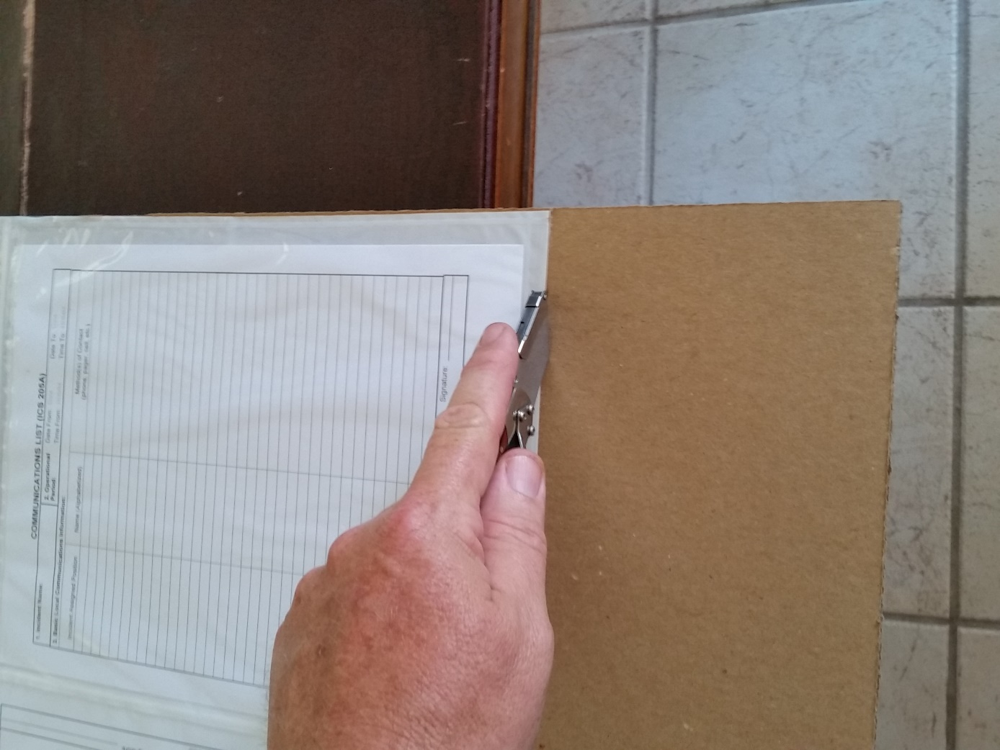 COMMUNICATIONS LIST (ICS 205A)
1. Incident Name:
2. Operational Period:
Date From:
Date To:
Time From:
Time To:
3. Basic Local Communications Information:
Incident Assigned Position
Name (Alphabetized)
Method(s) of Contact
(phone, pager, cell, etc.)
Signature: